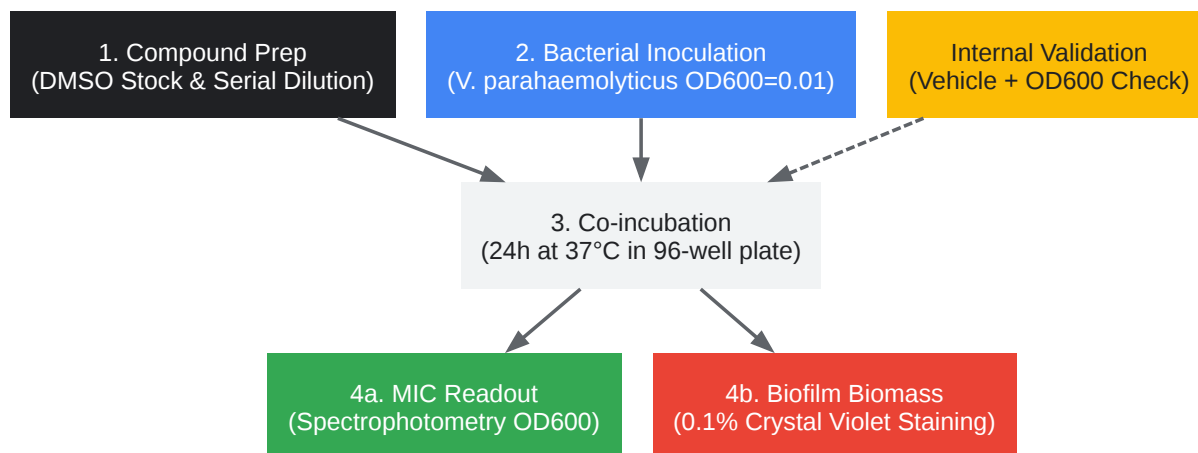 1. Compound Prep
(DMSO Stock & Serial Dilution)
2. Bacterial Inoculation
(V. parahaemolyticus OD600=0.01)
Internal Validation
(Vehicle + OD600 Check)
3. Co-incubation
(24h at 37°C in 96-well plate)
4a. MIC Readout
(Spectrophotometry OD600)
4b. Biofilm Biomass
(0.1% Crystal Violet Staining)